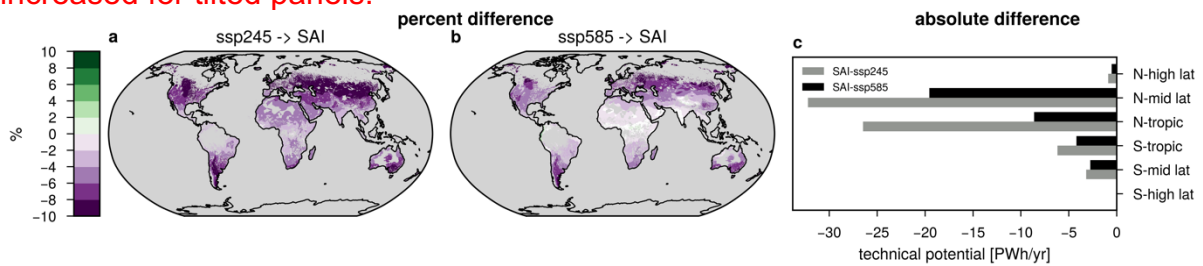 increased for tilted panels.
percent difference
absolute difference
a
ssp245 -> SAI
b
ssp585 -> SAI
c
10
8
6
4
2
0
−2
−4
−6
−8
−10
%
SAI-ssp245
SAI-ssp585
N-high lat
N-mid lat
N-tropic
S-tropic
S-mid lat
S-high lat
−30 −25 −20 −15 −10 −5 0
technical potential [PWh/yr]